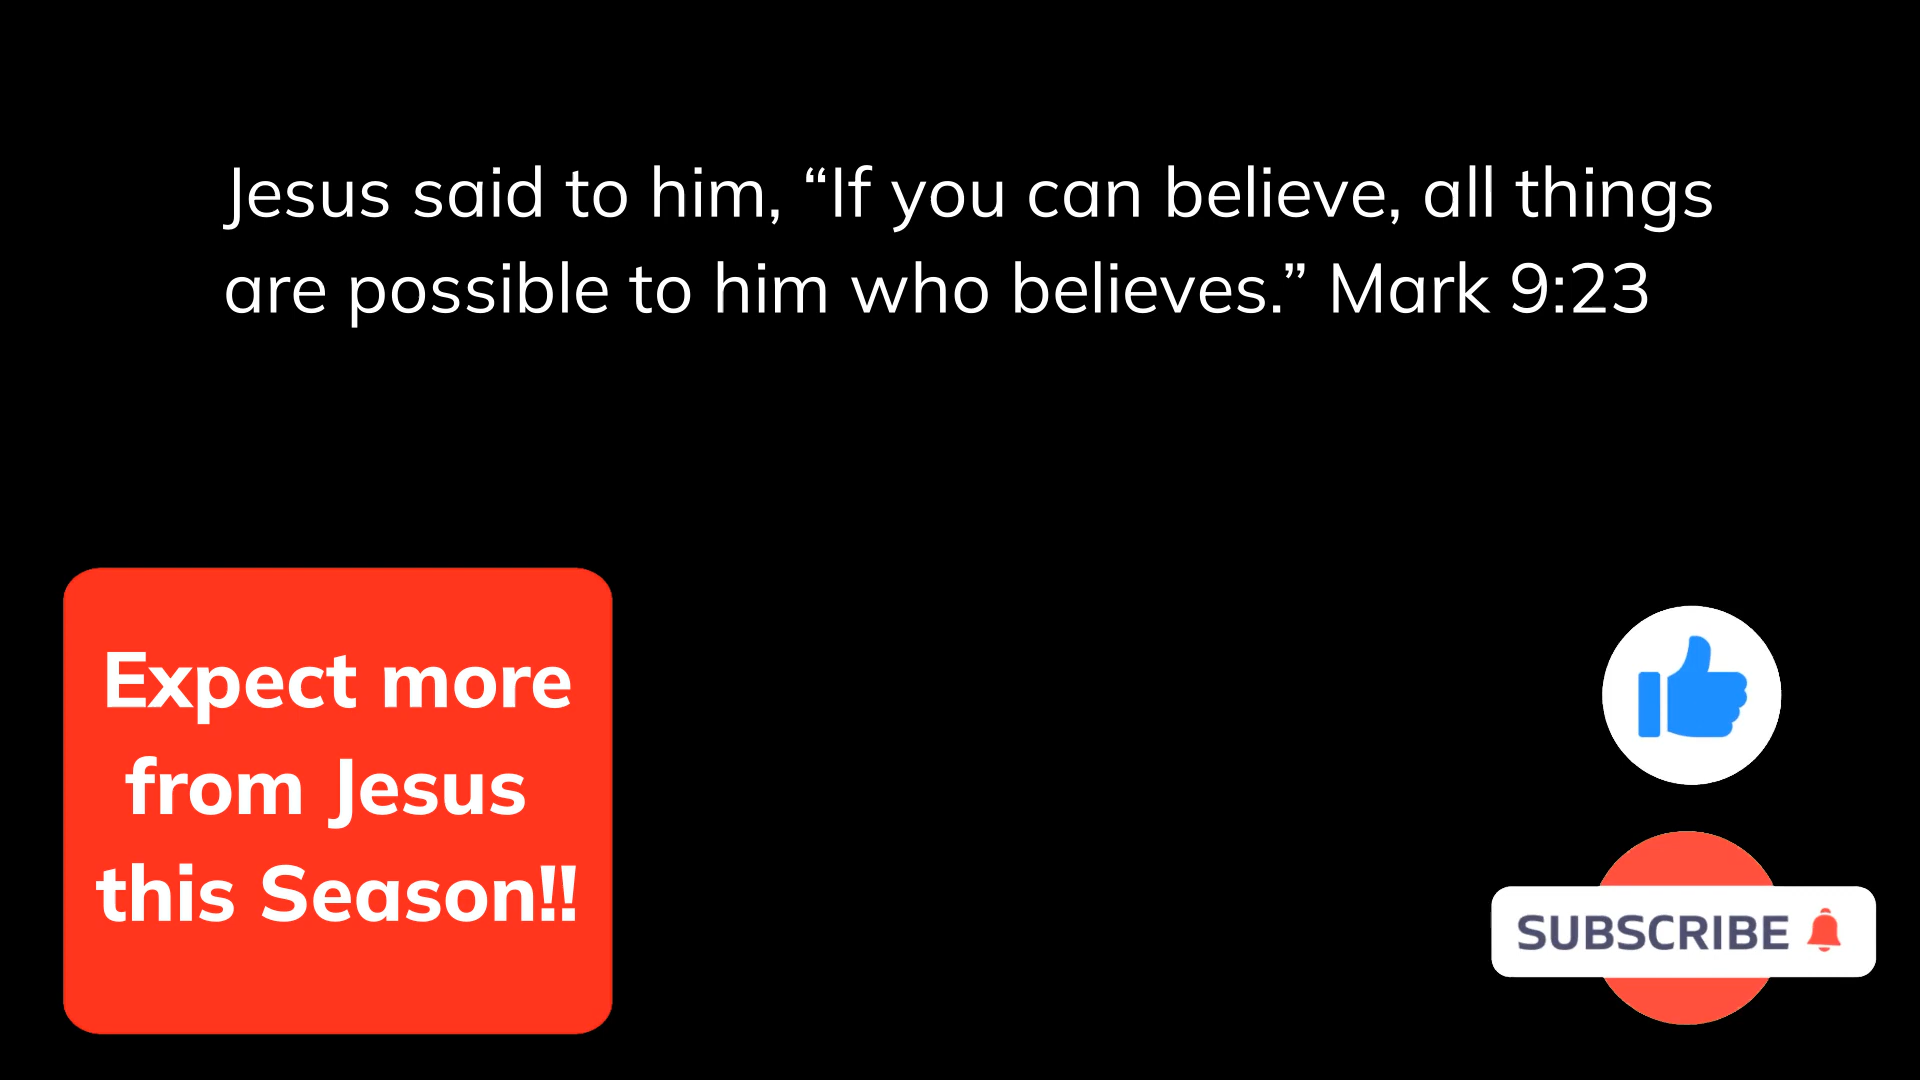 Jesus said to him, “If you can believe, all things
are possible to him who believes.” Mark 9:23
Expect more
from Jesus
this Season!!
SUBSCRIBE